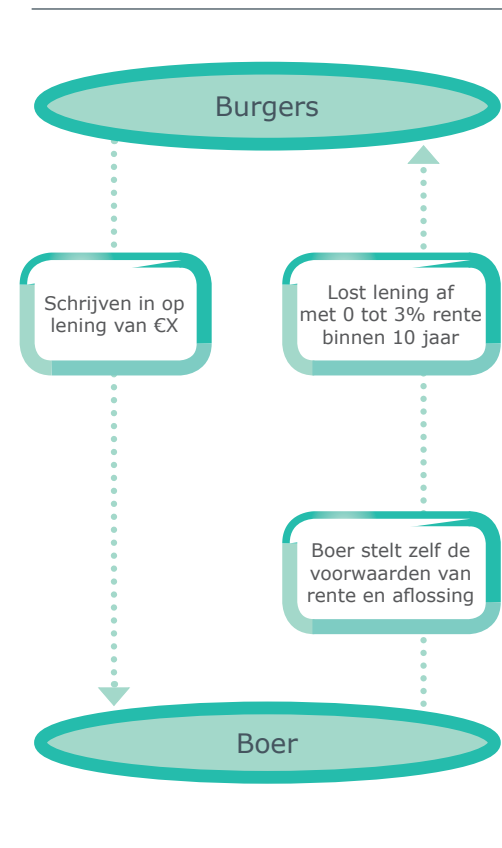 Burgers
Schrijven in op
lening van €X
Lost lening af
met 0 tot 3% rente
binnen 10 jaar
Boer stelt zelf de
voorwaarden van
rente en aflossing
Boer